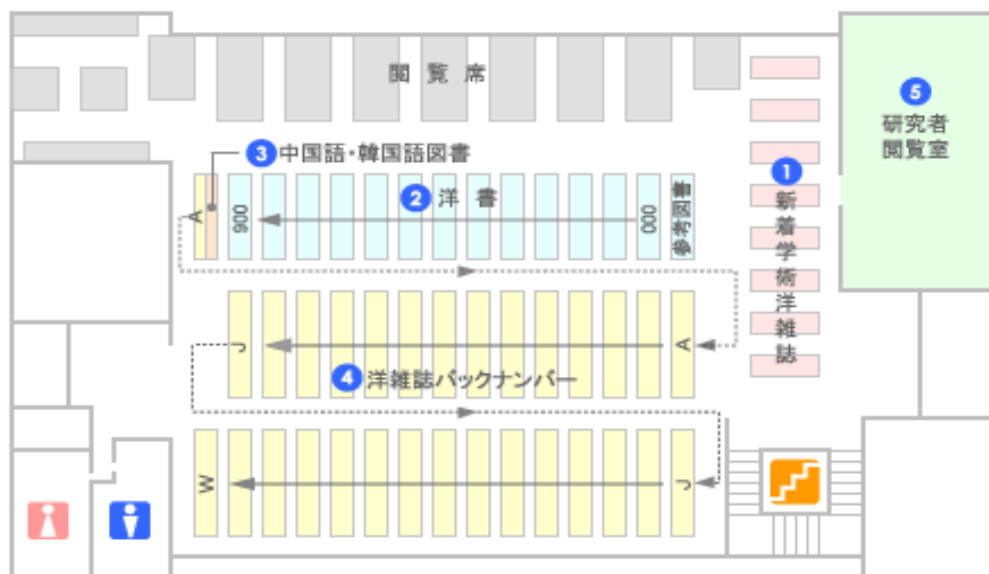 閲覧席
5
研究者
閲覧室
3 中国語・韓国語図書
1
新着学術洋雑誌
2 洋書
A
900
000
参考図書
J
A
4 洋雑誌バックナンバー
W
J